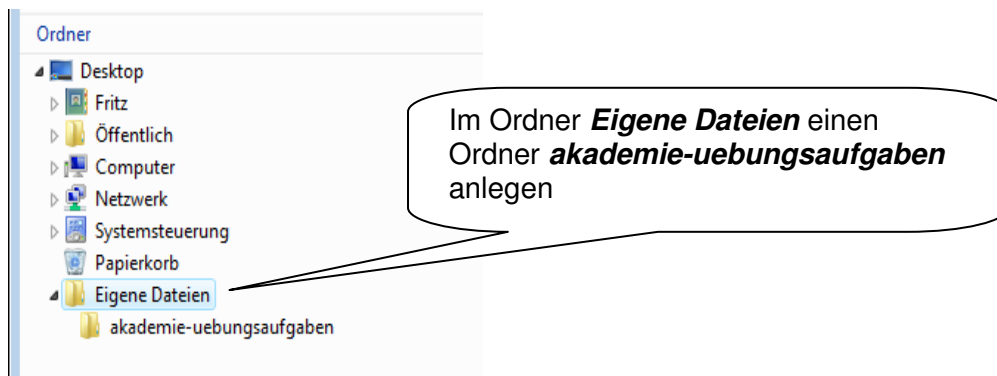 Ordner
Desktop
Fritz
Öffentlich
Computer
Netzwerk
Systemsteuerung
Papierkorb
Eigene Dateien
akademie-uebungsaufgaben
Im Ordner Eigene Dateien einen
Ordner akademie-uebungsaufgaben
anlegen